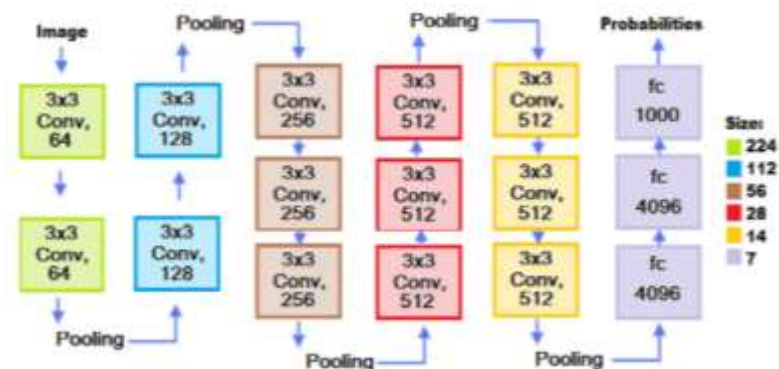 Image
3x3
Conv,
64
3x3
Conv,
64
Pooling
3x3
Conv,
128
3x3
Conv,
128
Pooling
3x3
Conv,
256
3x3
Conv,
256
3x3
Conv,
256
Pooling
3x3
Conv,
512
3x3
Conv,
512
3x3
Conv,
512
Pooling
3x3
Conv,
512
3x3
Conv,
512
3x3
Conv,
512
Pooling
fc
4096
fc
4096
fc
1000
Probabilities
Size:
224
112
56
28
14
7